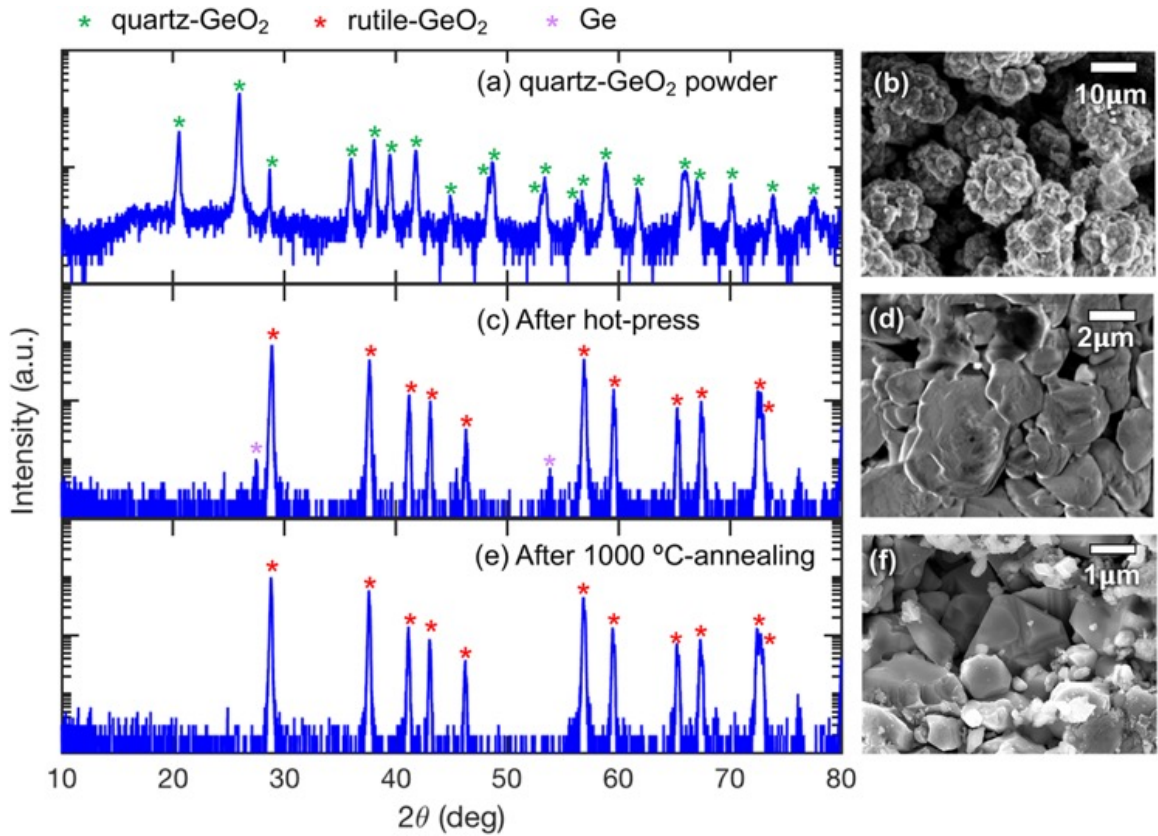 * quartz-GeO₂ * rutile-GeO₂ * Ge
(a) quartz-GeO₂ powder
(b)
10μm
(c) After hot-press
(d)
2μm
(e) After 1000 ºC-annealing
(f)
1μm
Intensity (a.u.)
10 20 30 40 50 60 70 80
2θ (deg)